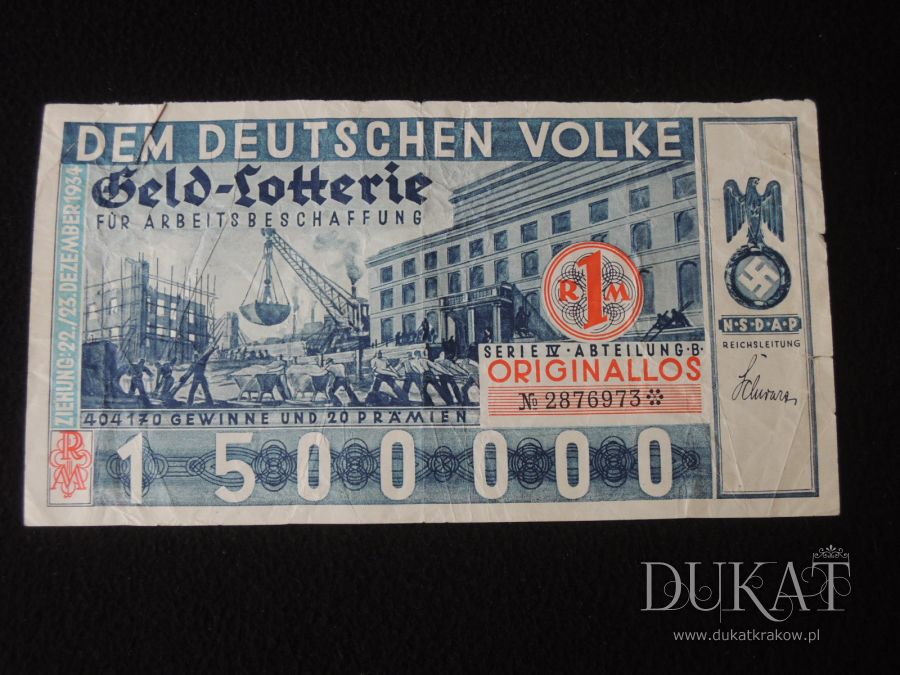 DEM DEUTSCHEN VOLKE
Geld-Lotterie
FÜR ARBEITSBESCHAFFUNG
ZIEHUNG: 22./23. DEZEMBER 1934
1 RM
SERIE IV · ABTEILUNG · B ·
ORIGINALLOS
№ 2876973
404170 GEWINNE UND 20 PRÄMIEN
RM
1 500 000
N·S·D·A·P
REICHSLEITUNG
Schwarz
DUKAT
www.dukatkrakow.pl